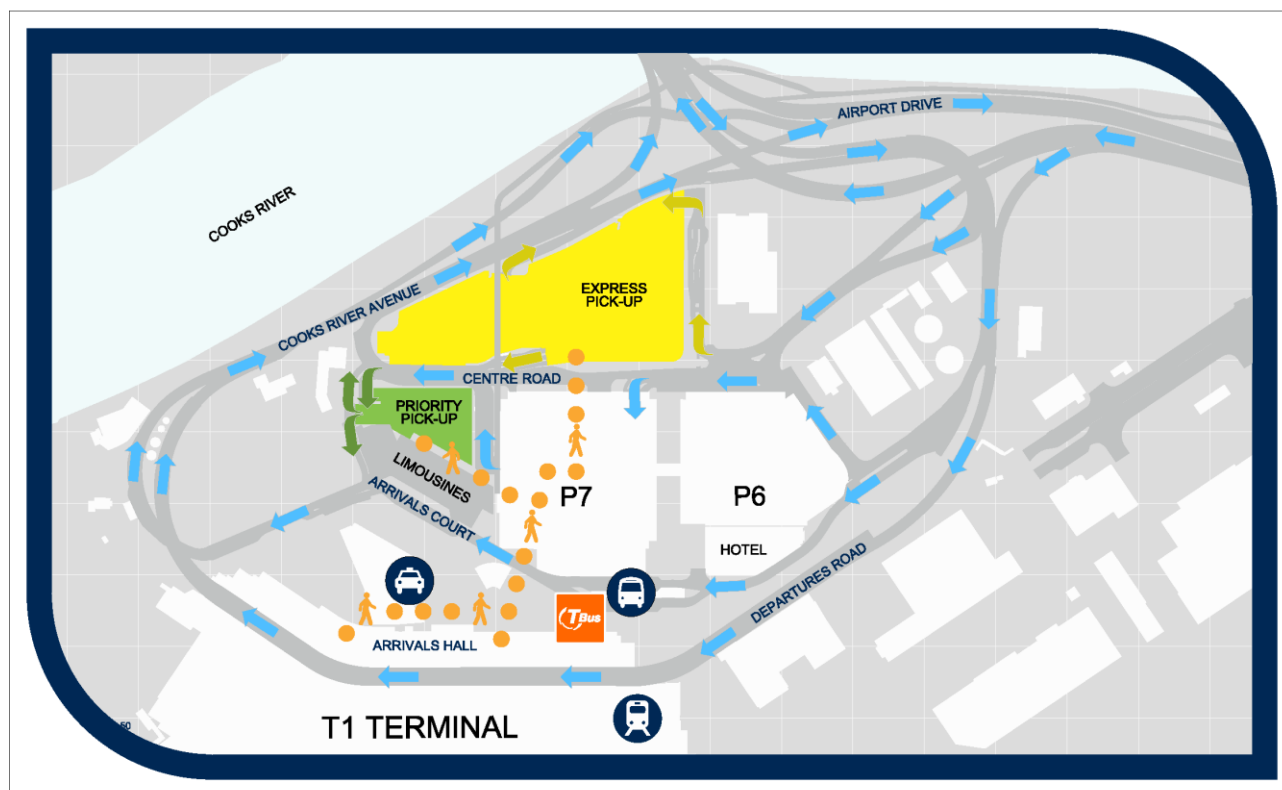 AIRPORT DRIVE
COOKS RIVER
EXPRESS
PICK-UP
COOKS RIVER AVENUE
CENTRE ROAD
PRIORITY
PICK-UP
LIMOUSINES
ARRIVALS COURT
P7
P6
HOTEL
DEPARTURES ROAD
TBus
ARRIVALS HALL
T1 TERMINAL
50